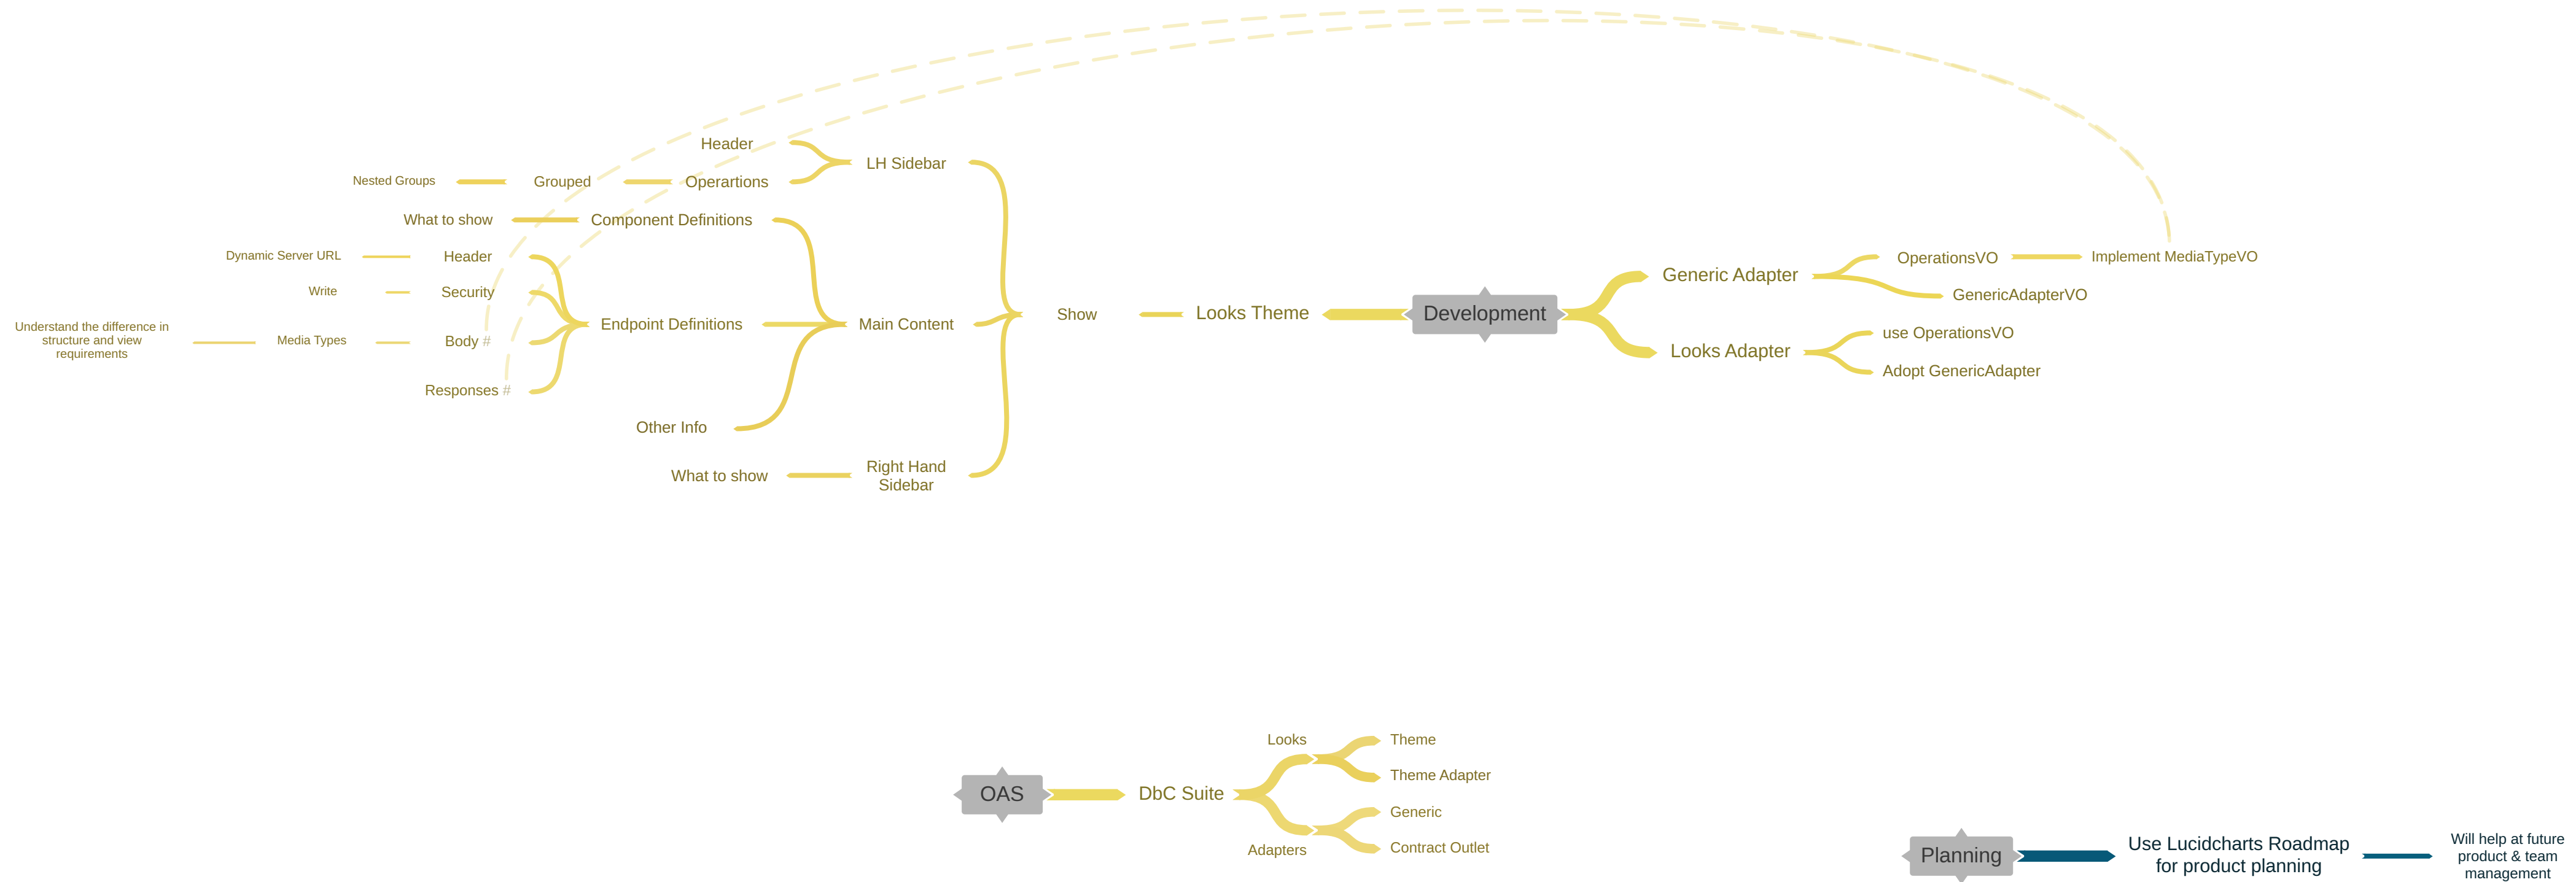 Header
LH Sidebar
Nested Groups
Grouped
Operartions
What to show
Component Definitions
Dynamic Server URL
Header
Write
Security
Understand the difference in
structure and view
requirements
Media Types
Body #
Responses #
Endpoint Definitions
Main Content
Other Info
What to show
Right Hand
Sidebar
Show
Looks Theme
Development
Generic Adapter
OperationsVO
Implement MediaTypeVO
GenericAdapterVO
Looks Adapter
use OperationsVO
Adopt GenericAdapter
OAS
DbC Suite
Looks
Theme
Theme Adapter
Adapters
Generic
Contract Outlet
Planning
Use Lucidcharts Roadmap
for product planning
Will help at future
product & team
management